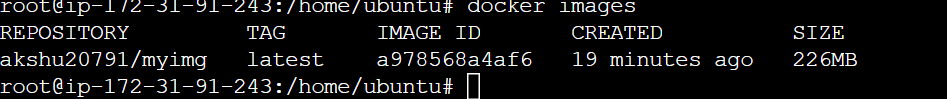 root@ip-172-31-91-243:/home/ubuntu# docker images
REPOSITORY TAG IMAGE ID CREATED SIZE
akshu20791/myimg latest a978568a4af6 19 minutes ago 226MB
root@ip-172-31-91-243:/home/ubuntu#